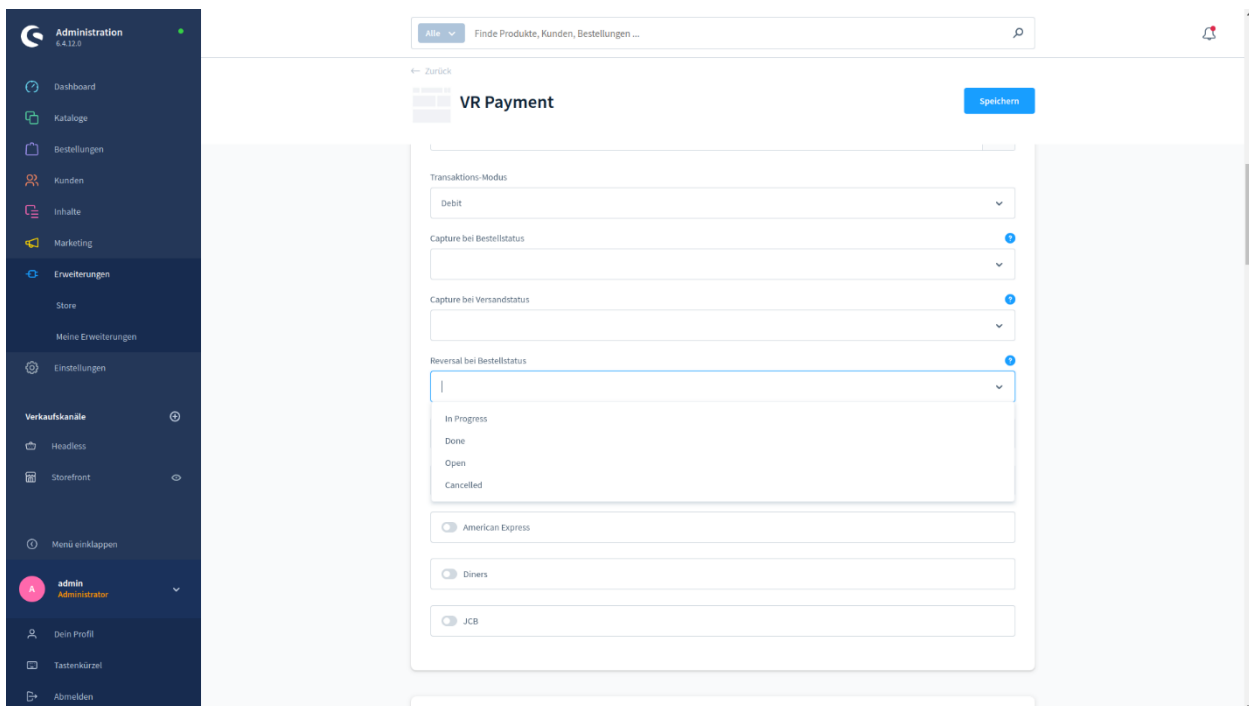 Administration
6.4.12.0
Dashboard
Kataloge
Bestellungen
Kunden
Inhalte
Marketing
Erweiterungen
Store
Meine Erweiterungen
Einstellungen
Verkaufskanäle
Headless
Storefront
Menü einklappen
A
admin
Administrator
Dein Profil
Tastenkürzel
Abmelden
Alle Finde Produkte, Kunden, Bestellungen ...
← Zurück
VR Payment
Speichern
Transaktions-Modus
Debit
Capture bei Bestellstatus ?
Capture bei Versandstatus ?
Reversal bei Bestellstatus ?
In Progress
Done
Open
Cancelled
American Express
Diners
JCB